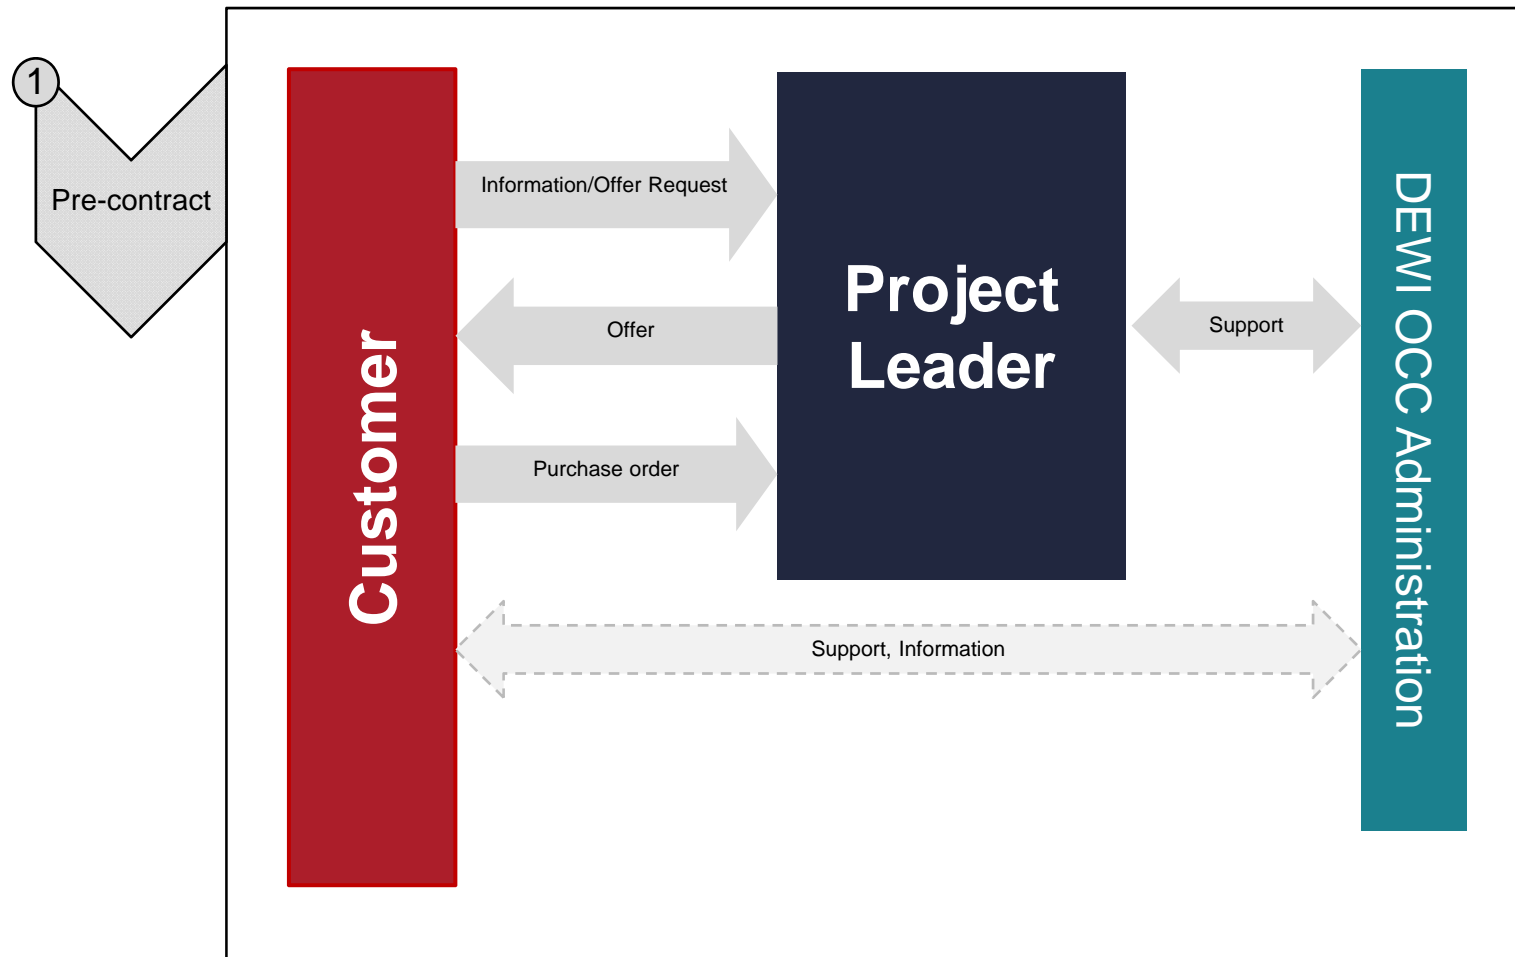 1
Pre-contract
Customer
Information/Offer Request
Offer
Purchase order
Project
Leader
Support
Support, Information
DEWI OCC Administration